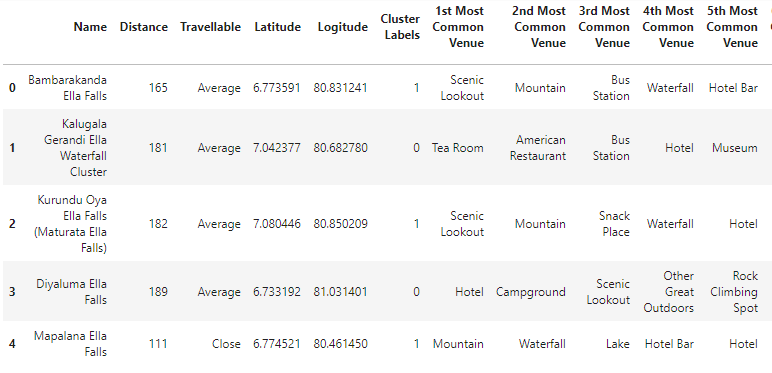 Name Distance Travellable Latitude Logitude Cluster Labels 1st Most Common Venue 2nd Most Common Venue 3rd Most Common Venue 4th Most Common Venue 5th Most Common Venue
0 Bambarakanda Ella Falls 165 Average 6.773591 80.831241 1 Scenic Lookout Mountain Bus Station Waterfall Hotel Bar
1 Kalugala Gerandi Ella Waterfall Cluster 181 Average 7.042377 80.682780 0 Tea Room American Restaurant Bus Station Hotel Museum
2 Kurundu Oya Ella Falls (Maturata Ella Falls) 182 Average 7.080446 80.850209 1 Scenic Lookout Mountain Snack Place Waterfall Hotel
3 Diyaluma Ella Falls 189 Average 6.733192 81.031401 0 Hotel Campground Scenic Lookout Other Great Outdoors Rock Climbing Spot
4 Mapalana Ella Falls 111 Close 6.774521 80.461450 1 Mountain Waterfall Lake Hotel Bar Hotel